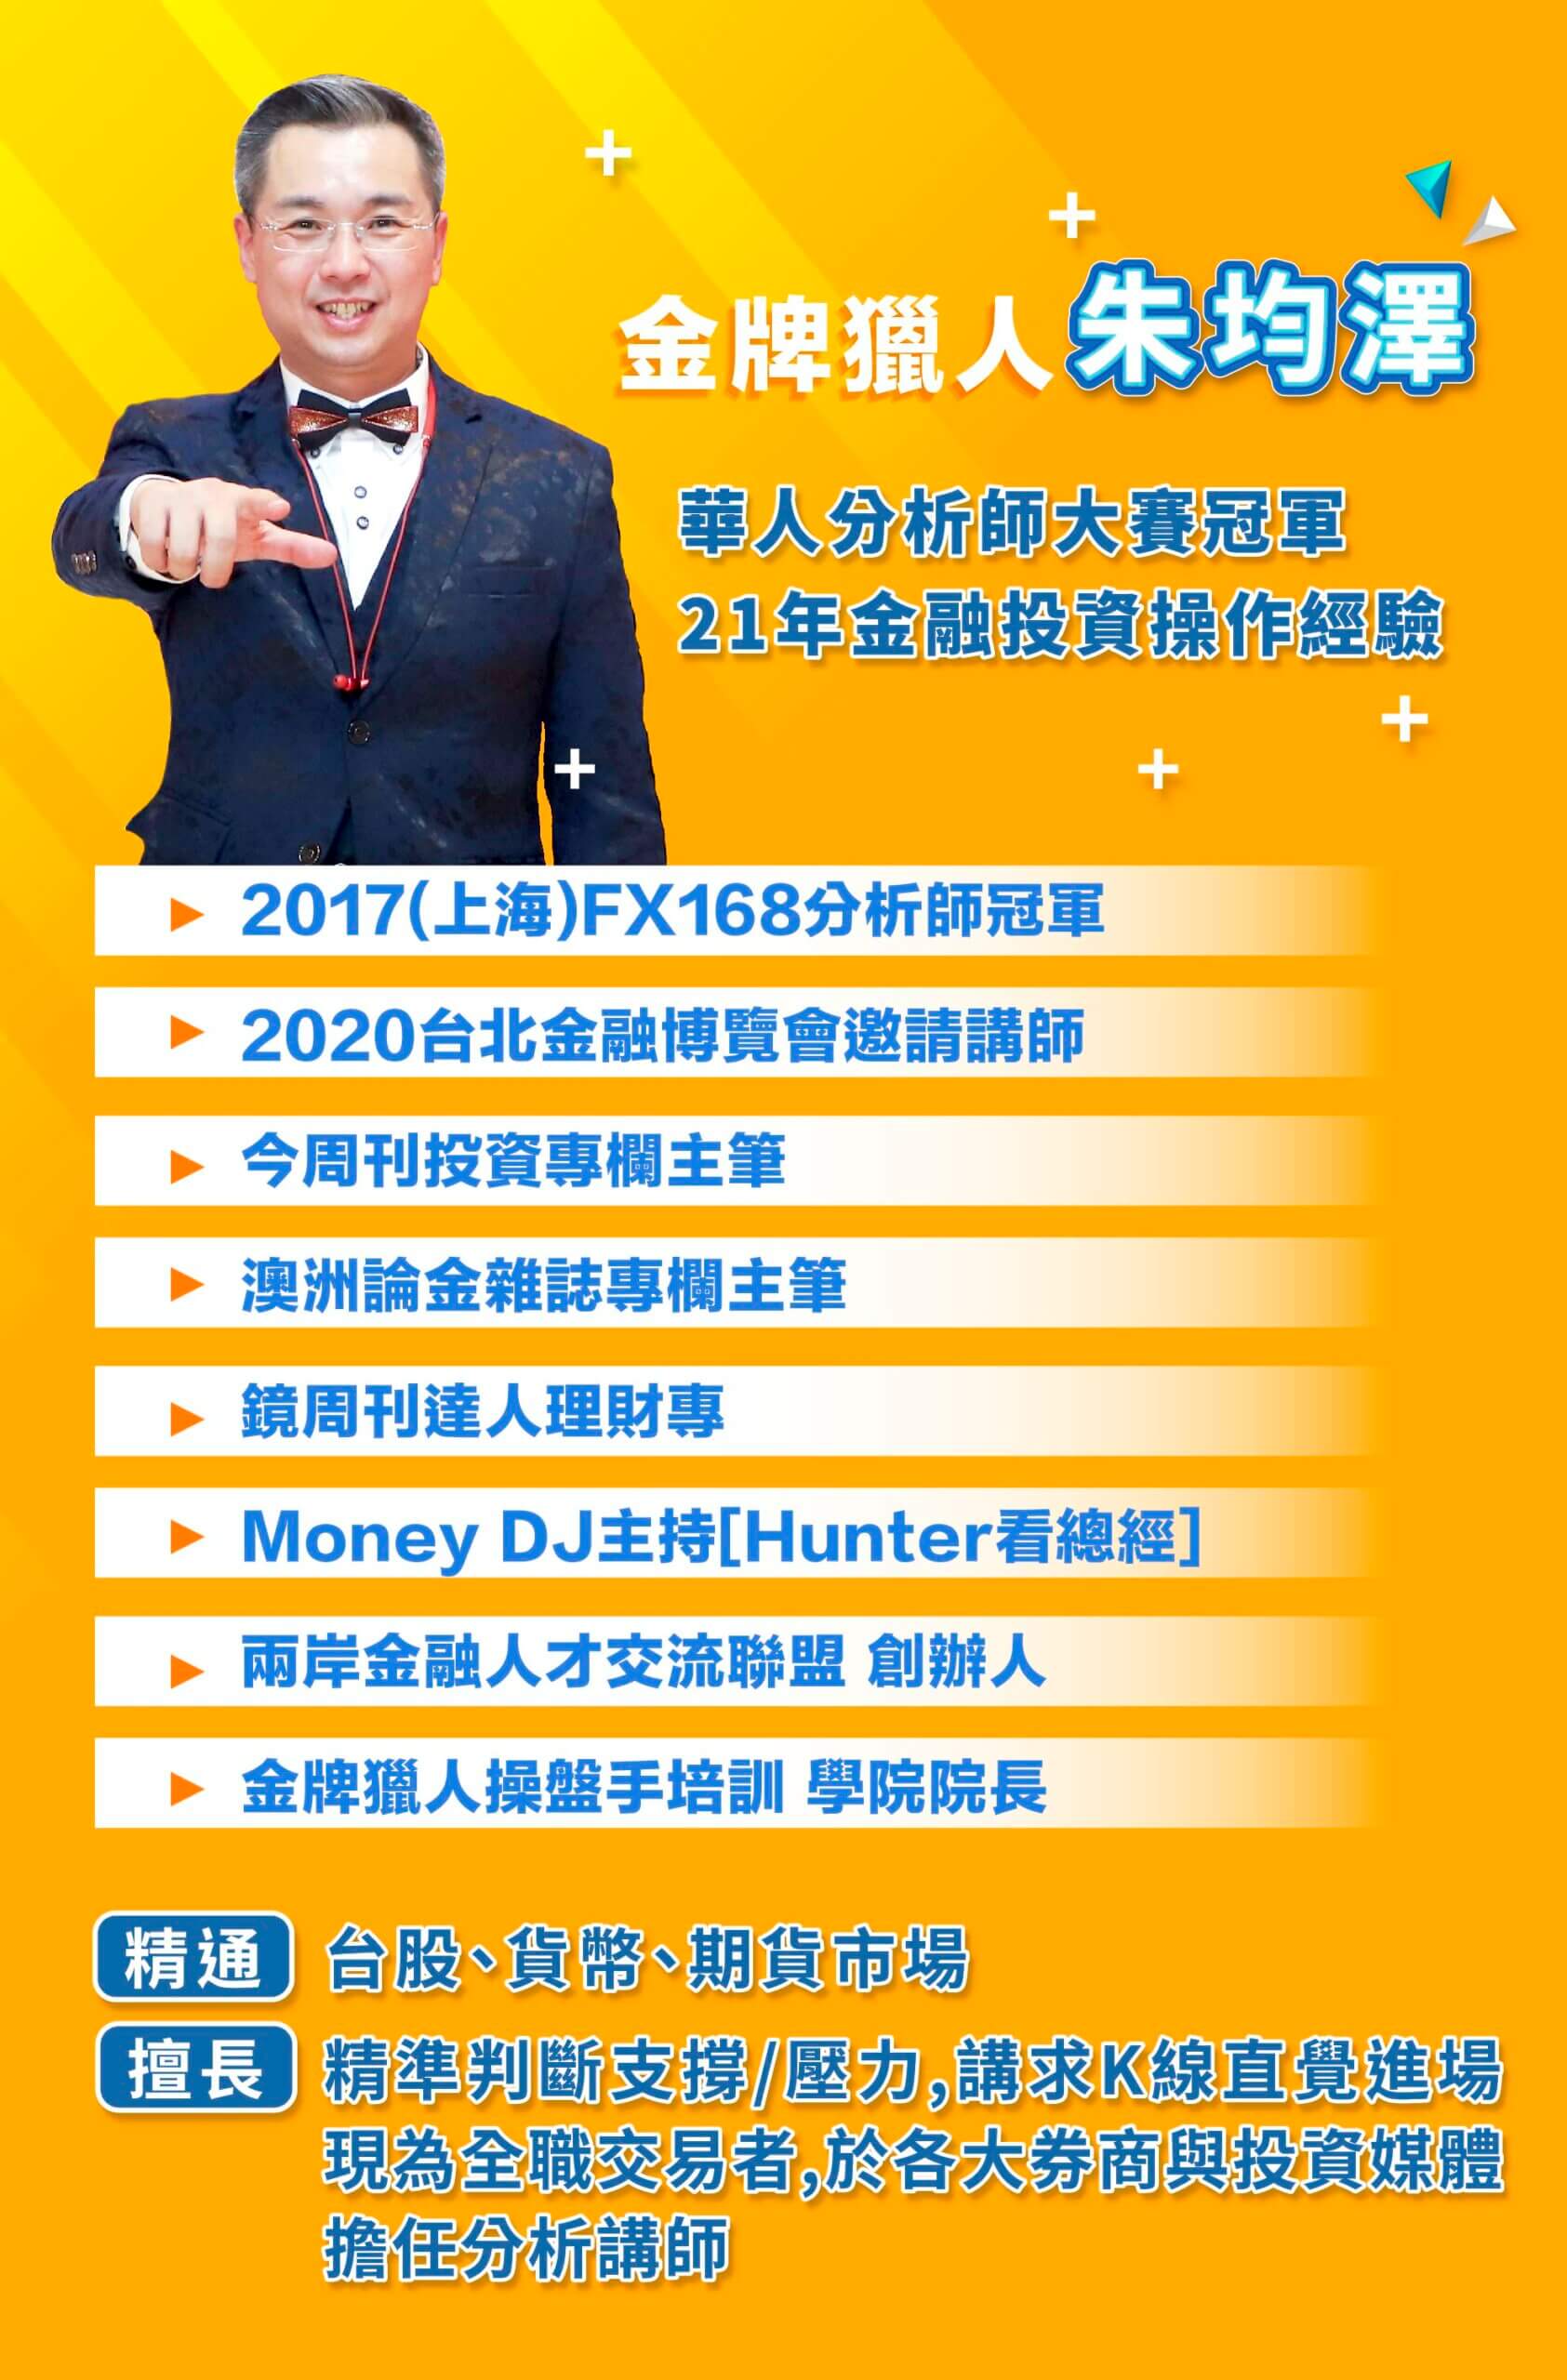 金牌獵人朱均澤
華人分析師大賽冠軍
21年金融投資操作經驗
2017(上海)FX168分析師冠軍
2020台北金融博覽會邀請講師
今周刊投資專欄主筆
澳洲論金雜誌專欄主筆
鏡周刊達人理財專
Money DJ主持[Hunter看總經]
兩岸金融人才交流聯盟 創辦人
金牌獵人操盤手培訓 學院院長
精通 台股、貨幣、期貨市場
擅長 精準判斷支撐/壓力,講求K線直覺進場
現為全職交易者,於各大券商與投資媒體
擔任分析講師